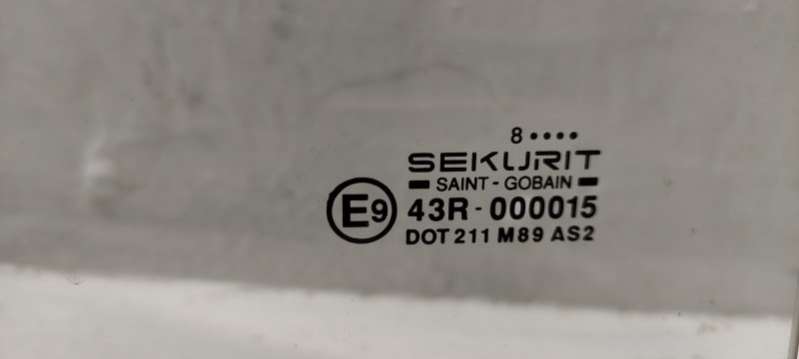 8 ••••
SEKURIT
SAINT - GOBAIN
E9 43R - 000015
DOT 211 M89 AS2